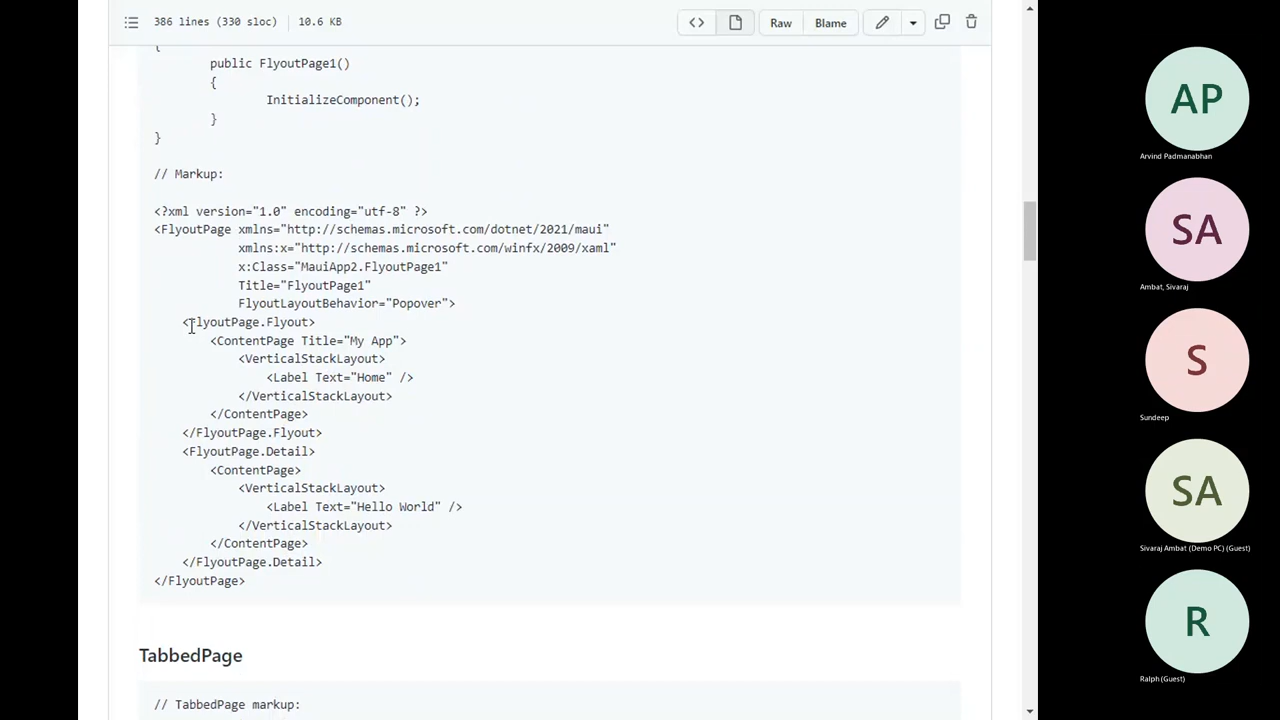 386 lines (330 sloc) 10.6 KB Raw Blame
{
public FlyoutPage1()
{
InitializeComponent();
}
}
// Markup:
<?xml version="1.0" encoding="utf-8" ?>
<FlyoutPage xmlns="http://schemas.microsoft.com/dotnet/2021/maui"
xmlns:x="http://schemas.microsoft.com/winfx/2009/xaml"
x:Class="MauiApp2.FlyoutPage1"
Title="FlyoutPage1"
FlyoutLayoutBehavior="Popover">
<FlyoutPage.Flyout>
<ContentPage Title="My App">
<VerticalStackLayout>
<Label Text="Home" />
</VerticalStackLayout>
</ContentPage>
</FlyoutPage.Flyout>
<FlyoutPage.Detail>
<ContentPage>
<VerticalStackLayout>
<Label Text="Hello World" />
</VerticalStackLayout>
</ContentPage>
</FlyoutPage.Detail>
</FlyoutPage>
TabbedPage
// TabbedPage markup:
AP
Arvind Padmanabhan
SA
Ambat, Sivaraj
S
Sundeep
SA
Sivaraj Ambat (Demo PC) (Guest)
R
Ralph (Guest)